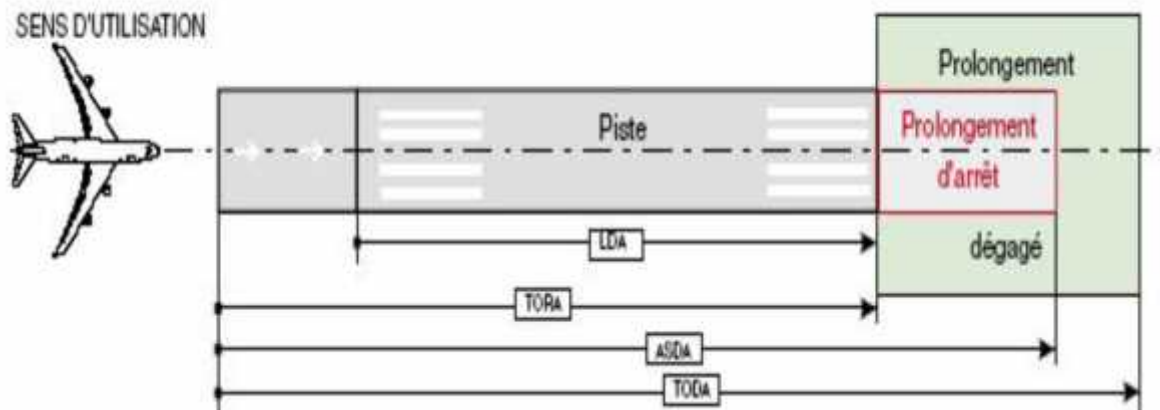 SENS D'UTILISATION
Prolongement
Piste
Prolongement
d'arrêt
dégagé
LDA
TORA
ASDA
TODA